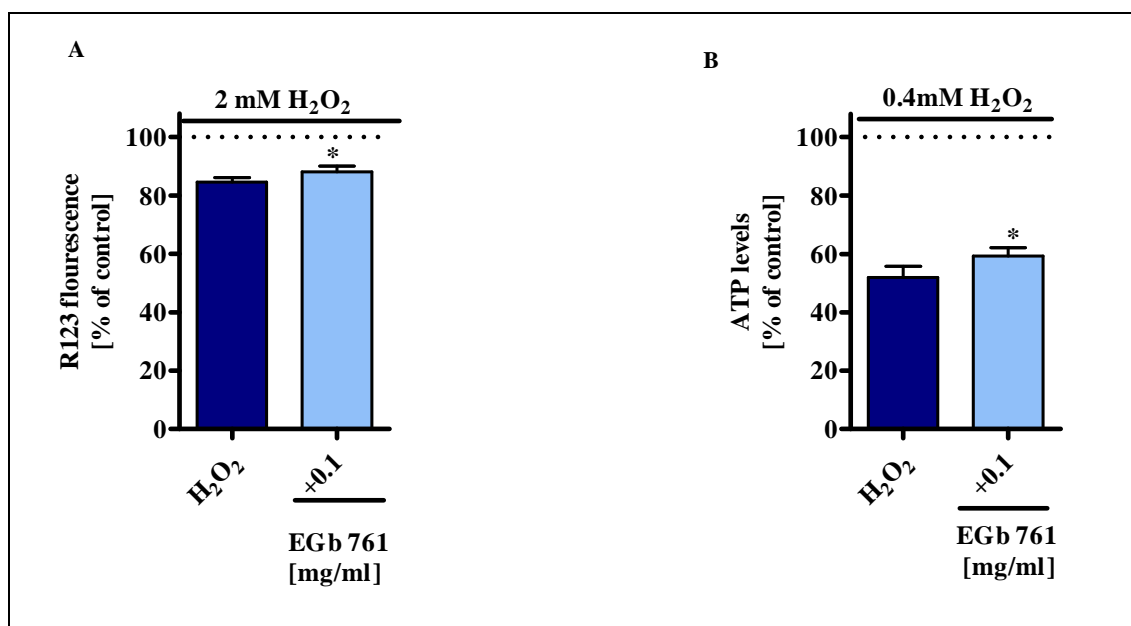 A
2 mM H₂O₂
R123 flourescence
[% of control]
100
80
60
40
20
0
*
H₂O₂
+0.1
EGb 761
[mg/ml]
B
0.4mM H₂O₂
ATP levels
[% of control]
100
80
60
40
20
0
*
H₂O₂
+0.1
EGb 761
[mg/ml]